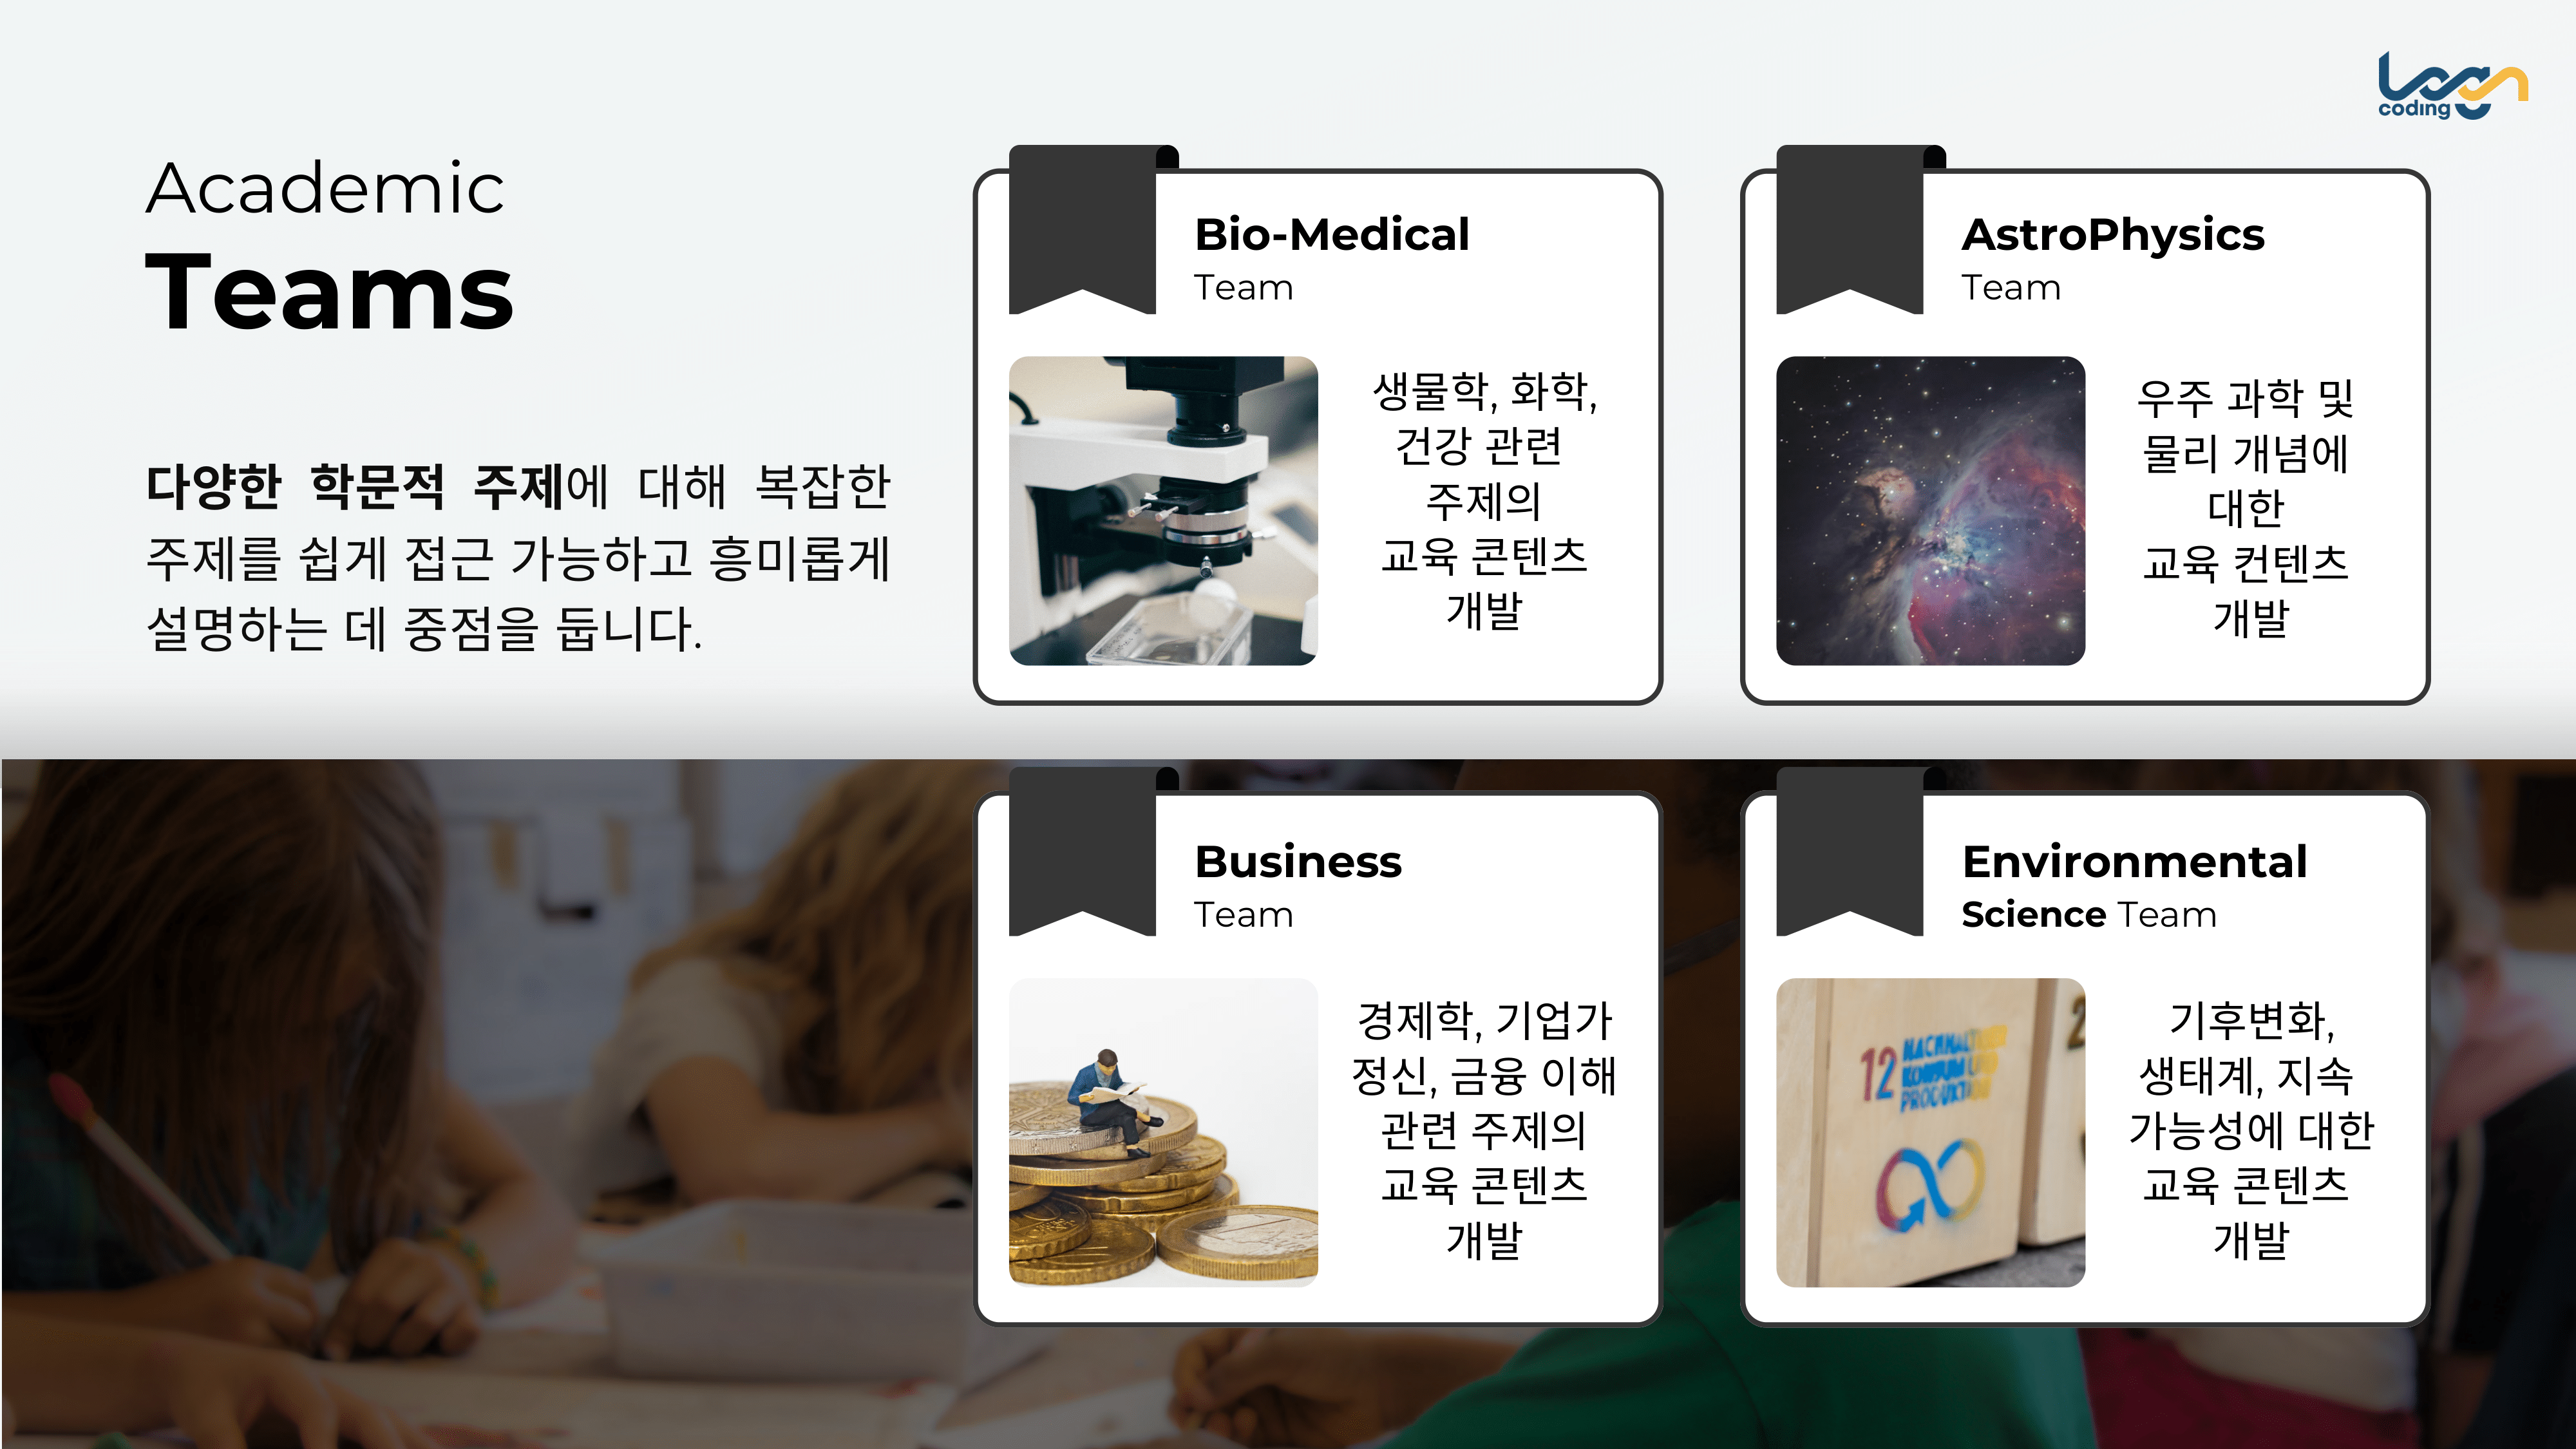 coding
Academic
Teams
다양한 학문적 주제에 대해 복잡한
주제를 쉽게 접근 가능하고 흥미롭게
설명하는 데 중점을 둡니다.
Bio-Medical
Team
생물학, 화학,
건강 관련
주제의
교육 콘텐츠
개발
AstroPhysics
Team
우주 과학 및
물리 개념에
대한
교육 컨텐츠
개발
Business
Team
경제학, 기업가
정신, 금융 이해
관련 주제의
교육 콘텐츠
개발
Environmental
Science Team
12
KONSUM UND
PRODUKTION
기후변화,
생태계, 지속
가능성에 대한
교육 콘텐츠
개발